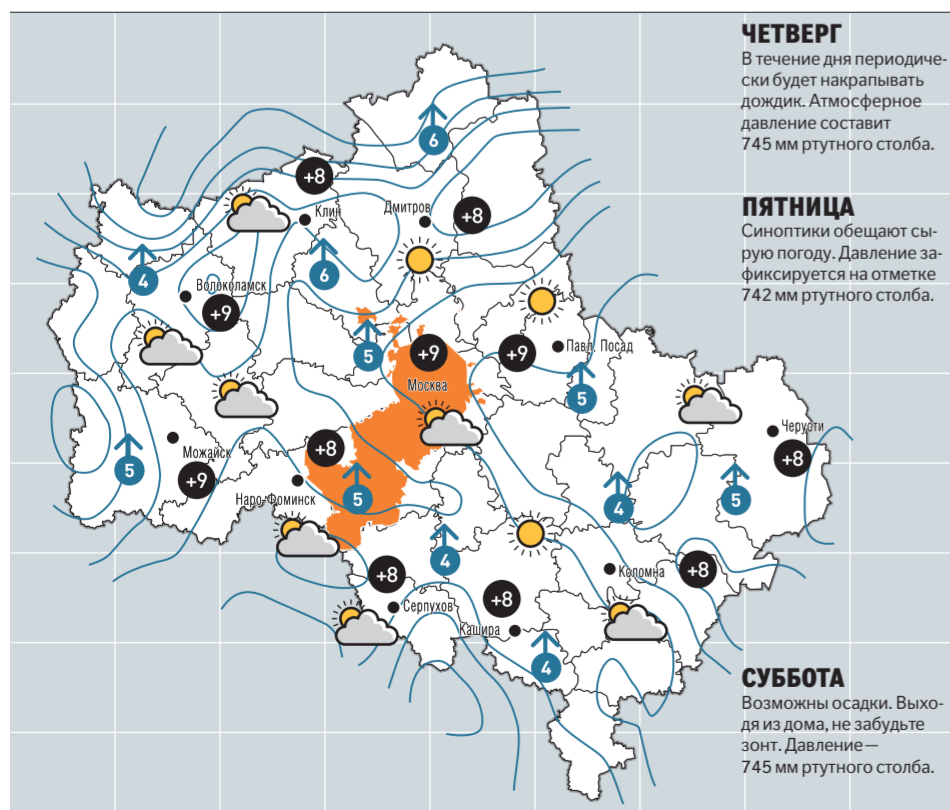 ЧЕТВЕРГ
В течение дня периодиче-
ски будет накрапывать
дождик. Атмосферное
давление составит
745 мм ртутного столба.
ПЯТНИЦА
Синоптики обещают сы-
рую погоду. Давление за-
фиксируется на отметке
742 мм ртутного столба.
СУББОТА
Возможны осадки. Выхо-
дя из дома, не забудьте
зонт. Давление —
745 мм ртутного столба.
6
+8
Клин
Дмитров
+8
4
6
Волоколамск
+9
5
+9
Москва
+9
Павл. Посад
5
Черусти
+8
5
Можайск
+9
+8
Наро-Фоминск
5
4
5
4
+8
Серпухов
+8
Кашира
Коломна
+8
4